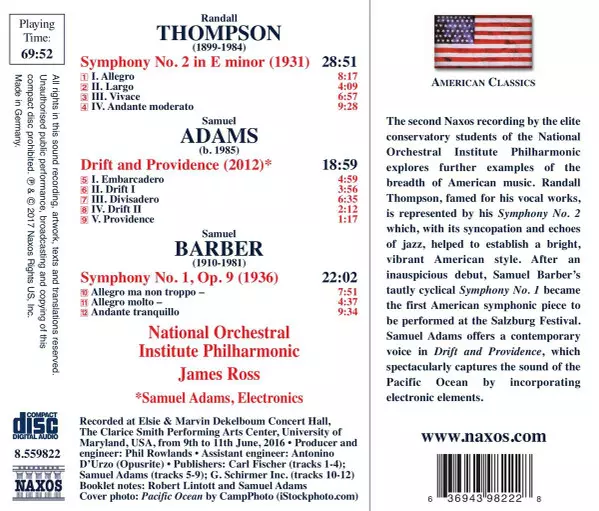 Playing
Time:
69:52
All rights in this sound recording, artwork, texts and translations reserved.
Unauthorised public performance, broadcasting and copying of this
compact disc prohibited. ℗ & © 2017 Naxos Rights US, Inc.
Made in Germany.
COMPACT
disc
DIGITAL AUDIO
8.559822
NAXOS
Randall
THOMPSON
(1899-1984)
Symphony No. 2 in E minor (1931) 28:51
1 I. Allegro 8:17
2 II. Largo 4:09
3 III. Vivace 6:57
4 IV. Andante moderato 9:28
Samuel
ADAMS
(b. 1985)
Drift and Providence (2012)* 18:59
5 I. Embarcadero 4:59
6 II. Drift I 3:56
7 III. Divisadero 6:35
8 IV. Drift II 2:12
9 V. Providence 1:17
Samuel
BARBER
(1910-1981)
Symphony No. 1, Op. 9 (1936) 22:02
10 Allegro ma non troppo – 7:51
11 Allegro molto – 4:37
12 Andante tranquillo 9:34
National Orchestral
Institute Philharmonic
James Ross
*Samuel Adams, Electronics
Recorded at Elsie & Marvin Dekelboum Concert Hall,
The Clarice Smith Performing Arts Center, University of
Maryland, USA, from 9th to 11th June, 2016 • Producer and
engineer: Phil Rowlands • Assistant engineer: Antonino
D'Urzo (Opusrite) • Publishers: Carl Fischer (tracks 1-4);
Samuel Adams (tracks 5-9); G. Schirmer Inc. (tracks 10-12)
Booklet notes: Robert Lintott and Samuel Adams
Cover photo: Pacific Ocean by CampPhoto (iStockphoto.com)
AMERICAN CLASSICS
The second Naxos recording by the elite
conservatory students of the National
Orchestral Institute Philharmonic
explores further examples of the
breadth of American music. Randall
Thompson, famed for his vocal works,
is represented by his Symphony No. 2
which, with its syncopation and echoes
of jazz, helped to establish a bright,
vibrant American style. After an
inauspicious debut, Samuel Barber's
tautly cyclical Symphony No. 1 became
the first American symphonic piece to
be performed at the Salzburg Festival.
Samuel Adams offers a contemporary
voice in Drift and Providence, which
spectacularly captures the sound of the
Pacific Ocean by incorporating
electronic elements.
www.naxos.com
6 36943 98222 8